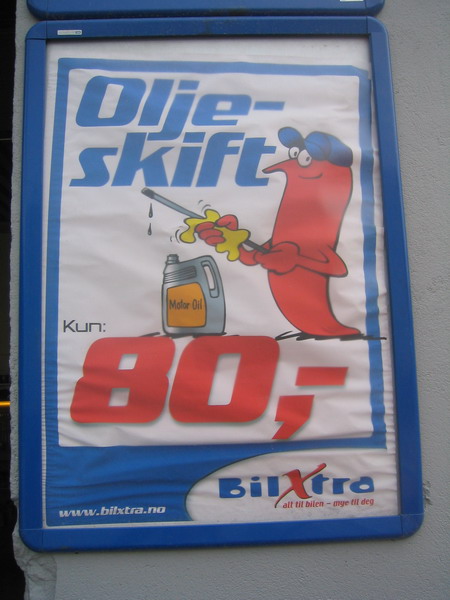 Olje-
skift
Motor Oil
Kun:
80,-
BilXtra
alt til bilen – mye til deg
www.bilxtra.no